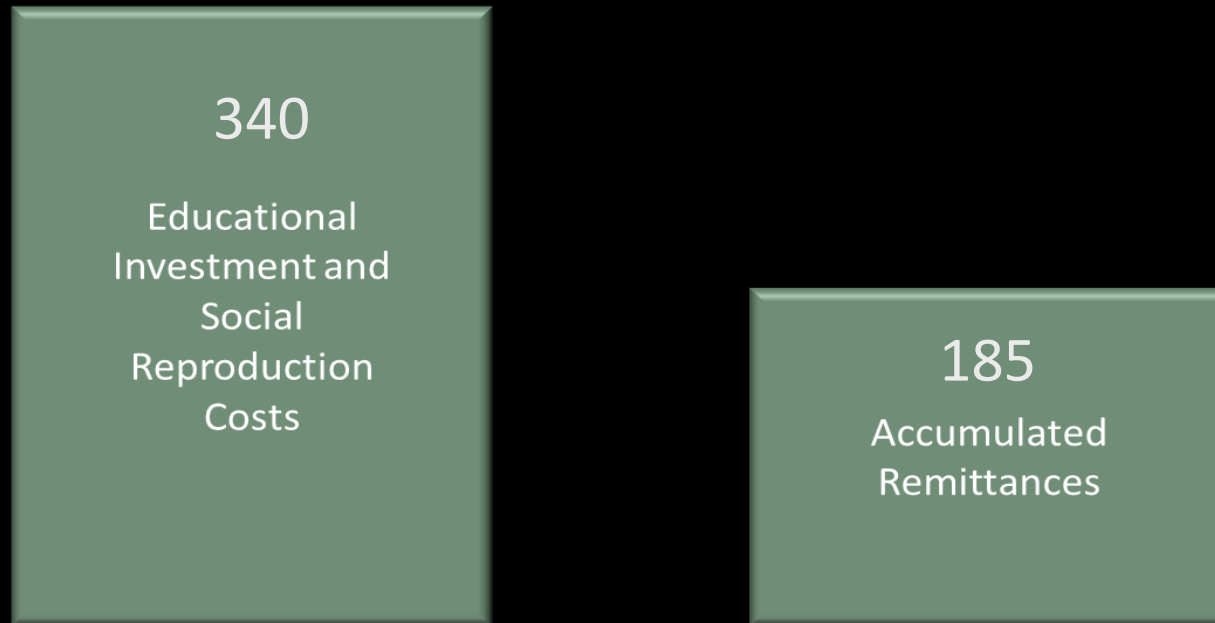 340
Educational
Investment and
Social
Reproduction
Costs
185
Accumulated
Remittances